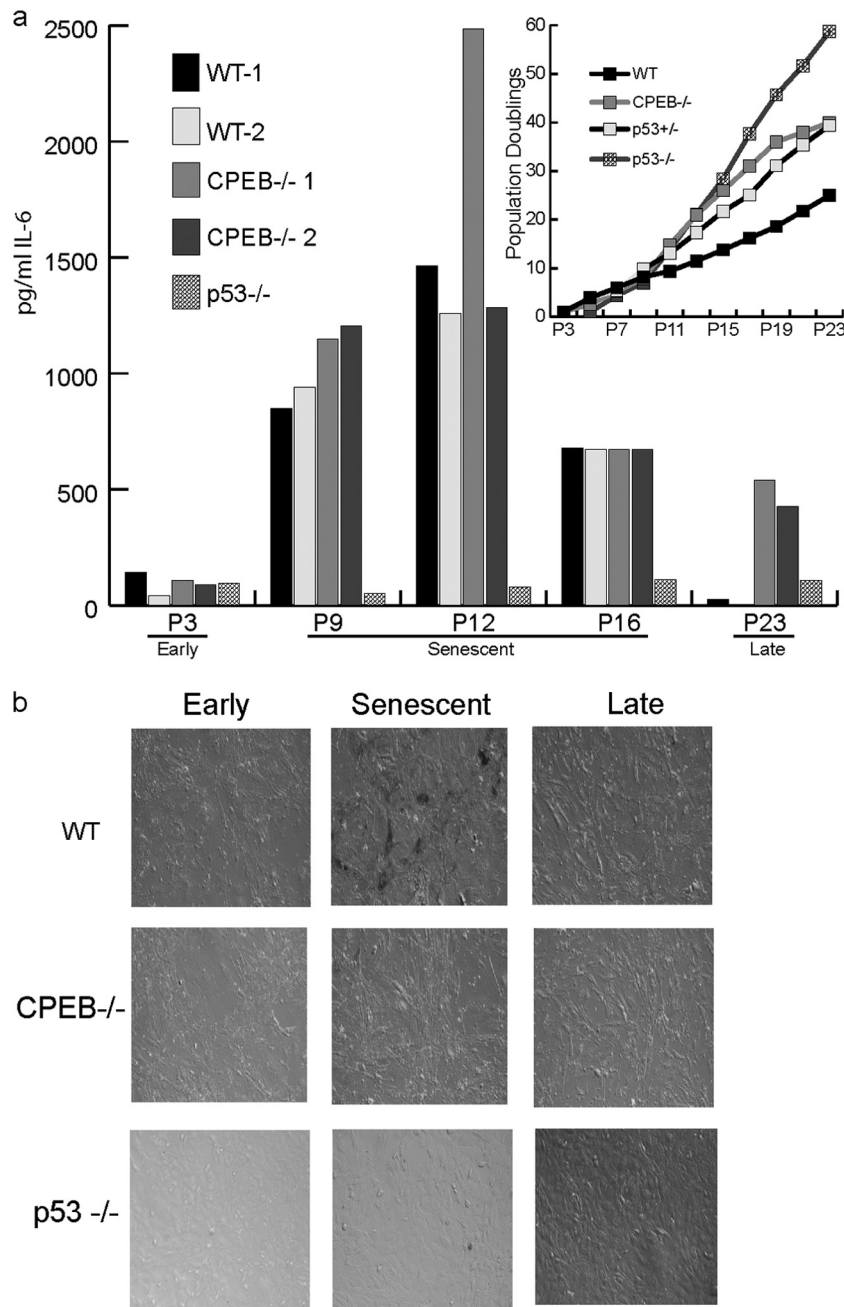 a
2500
2000
1500
1000
500
0
pg/ml IL-6
WT-1
WT-2
CPEB-/- 1
CPEB-/- 2
p53-/-
60
50
40
30
20
10
0
Population Doublings
WT
CPEB-/-
p53+/-
p53-/-
P3 P7 P11 P15 P19 P23
P3 P9 P12 P16 P23
Early Senescent Late
b
Early Senescent Late
WT
CPEB-/-
p53 -/-